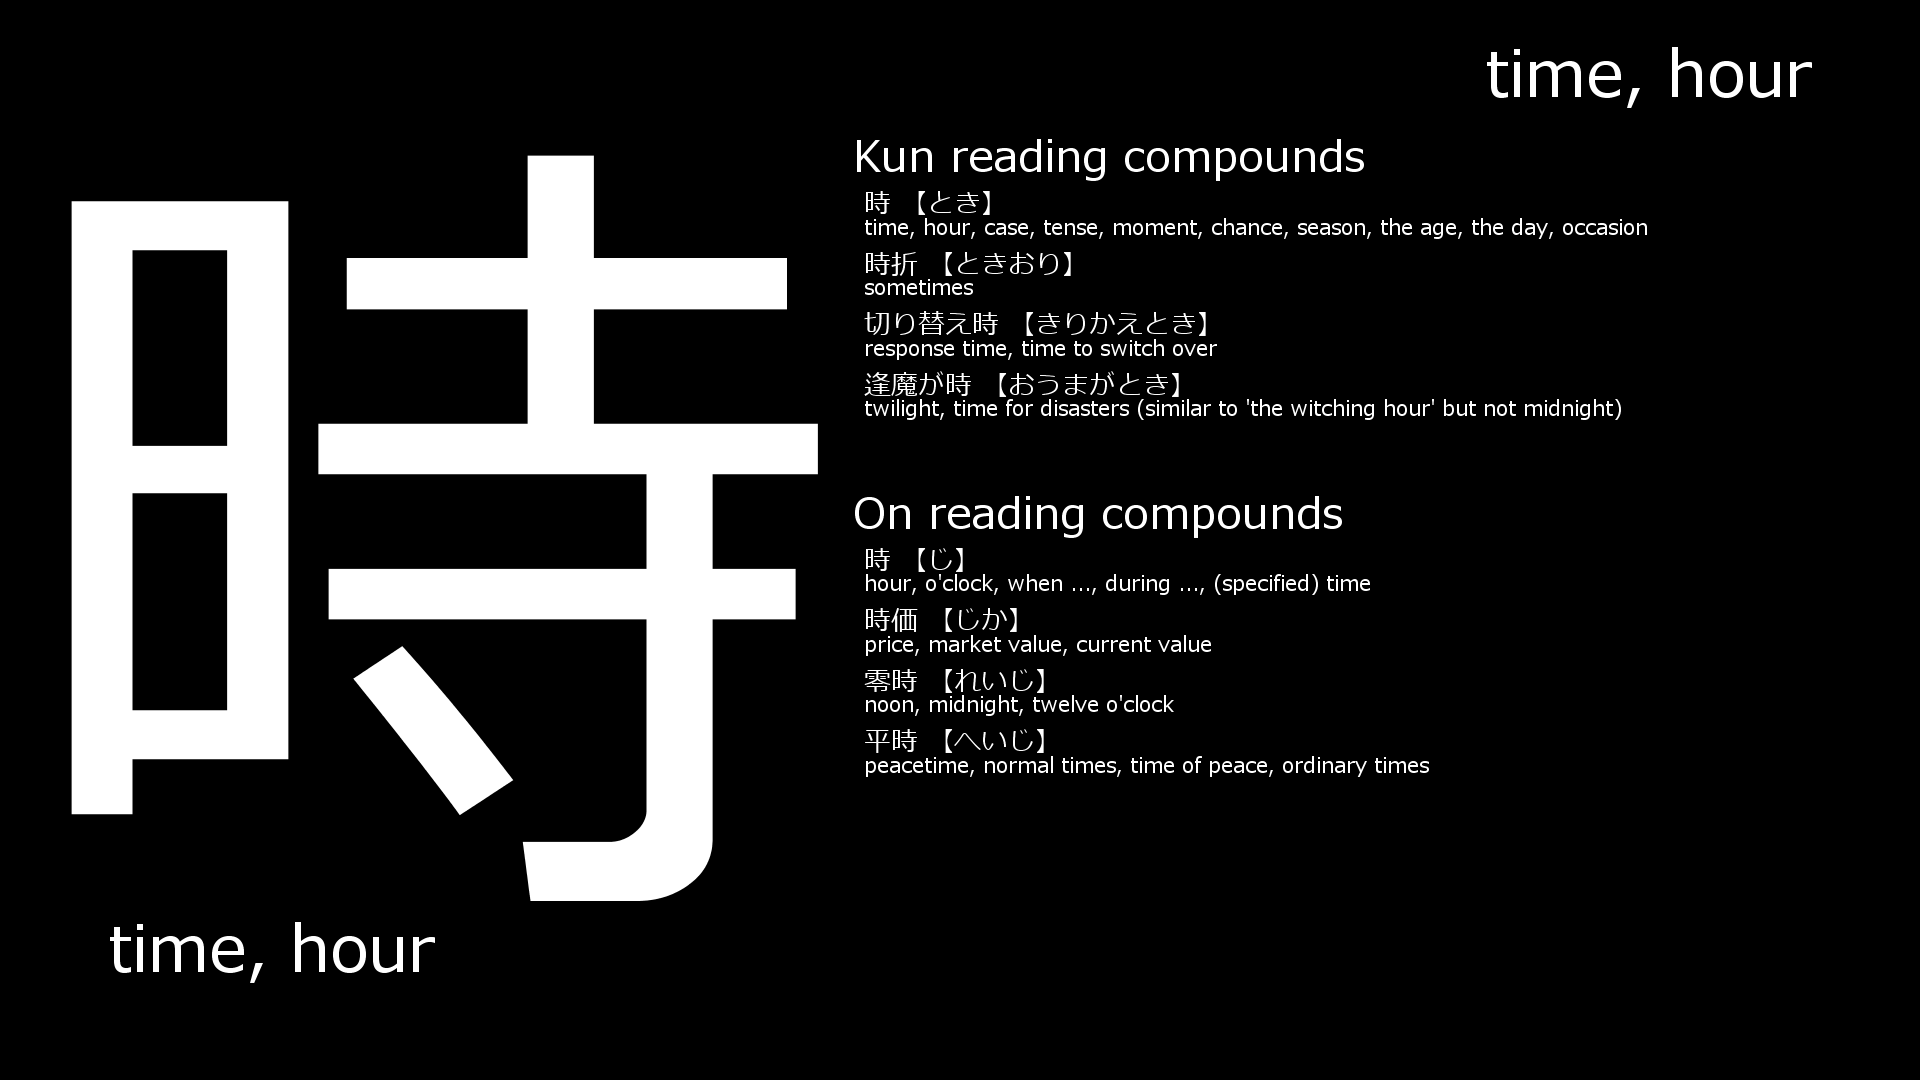 time, hour
時
Kun reading compounds
時 【とき】
time, hour, case, tense, moment, chance, season, the age, the day, occasion
時折 【ときおり】
sometimes
切り替え時 【きりかえとき】
response time, time to switch over
逢魔が時 【おうまがとき】
twilight, time for disasters (similar to 'the witching hour' but not midnight)
On reading compounds
時 【じ】
hour, o'clock, when ..., during ..., (specified) time
時価 【じか】
price, market value, current value
零時 【れいじ】
noon, midnight, twelve o'clock
平時 【へいじ】
peacetime, normal times, time of peace, ordinary times
time, hour